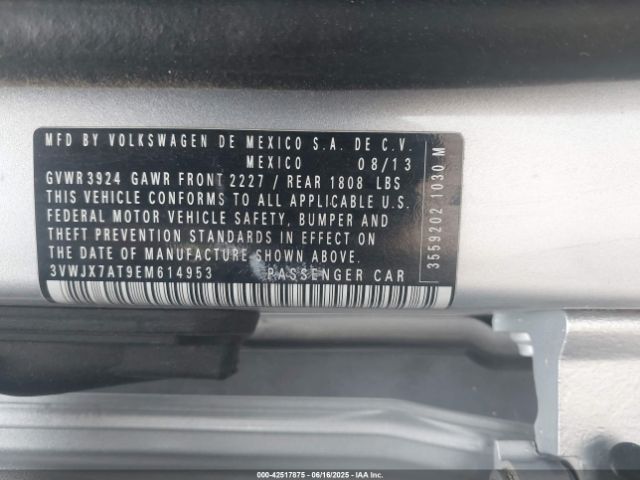 MFD BY VOLKSWAGEN DE MEXICO S.A. DE C.V.
MEXICO 08/13
GVWR 3924 GAWR FRONT 2227 / REAR 1808 LBS
THIS VEHICLE CONFORMS TO ALL APPLICABLE U.S.
FEDERAL MOTOR VEHICLE SAFETY, BUMPER AND
THEFT PREVENTION STANDARDS IN EFFECT ON
THE DATE OF MANUFACTURE SHOWN ABOVE.
3VWJX7AT9EM614953 PASSENGER CAR
3559202 1030 M
000-42517875 - 06/16/2025 - IAAI.COM